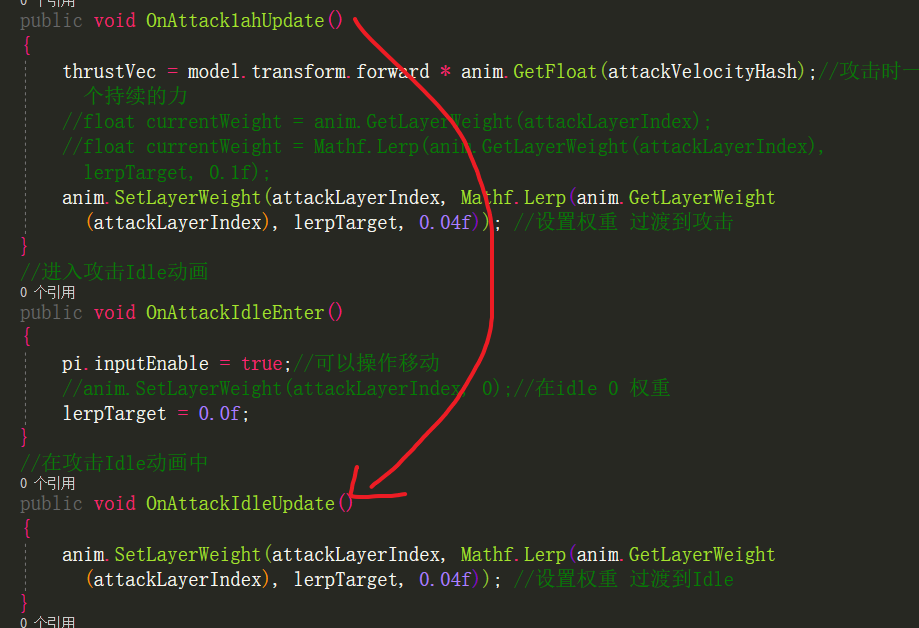 0 个引用
public void OnAttack1ahUpdate()
{
thrustVec = model.transform.forward * anim.GetFloat(attackVelocityHash);//攻击时一
个持续的力
//float currentWeight = anim.GetLayerWeight(attackLayerIndex);
//float currentWeight = Mathf.Lerp(anim.GetLayerWeight(attackLayerIndex),
lerpTarget, 0.1f);
anim.SetLayerWeight(attackLayerIndex, Mathf.Lerp(anim.GetLayerWeight
(attackLayerIndex), lerpTarget, 0.04f)); //设置权重 过渡到攻击
}
//进入攻击Idle动画
0 个引用
public void OnAttackIdleEnter()
{
pi.inputEnable = true;//可以操作移动
//anim.SetLayerWeight(attackLayerIndex, 0);//在idle 0 权重
lerpTarget = 0.0f;
}
//在攻击Idle动画中
0 个引用
public void OnAttackIdleUpdate()
{
anim.SetLayerWeight(attackLayerIndex, Mathf.Lerp(anim.GetLayerWeight
(attackLayerIndex), lerpTarget, 0.04f)); //设置权重 过渡到Idle
}
0 个引用